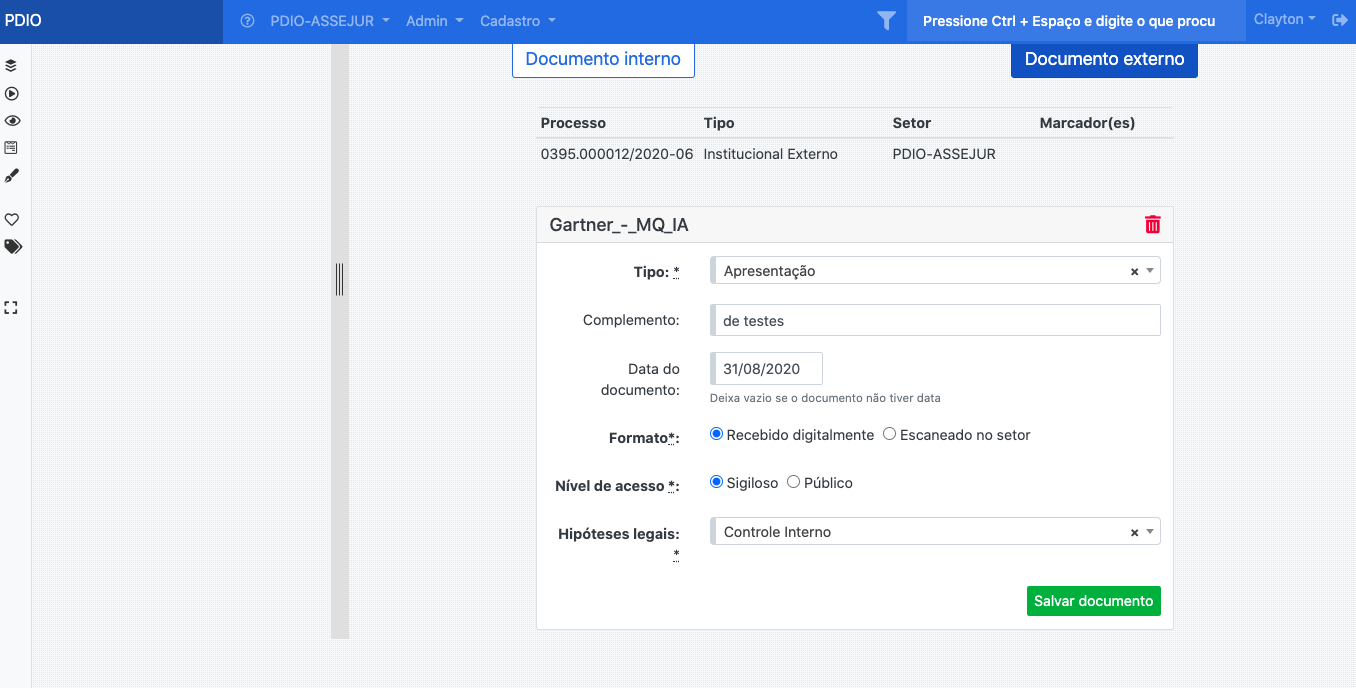 PDIO
PDIO-ASSEJUR Admin Cadastro Pressione Ctrl + Espaço e digite o que procu Clayton
Documento interno Documento externo
Processo Tipo Setor Marcador(es)
0395.000012/2020-06 Institucional Externo PDIO-ASSEJUR
Gartner_-_MQ_IA
Tipo: * Apresentação
Complemento: de testes
Data do documento: 31/08/2020
Deixa vazio se o documento não tiver data
Formato*: Recebido digitalmente Escaneado no setor
Nível de acesso *: Sigiloso Público
Hipóteses legais: * Controle Interno
Salvar documento